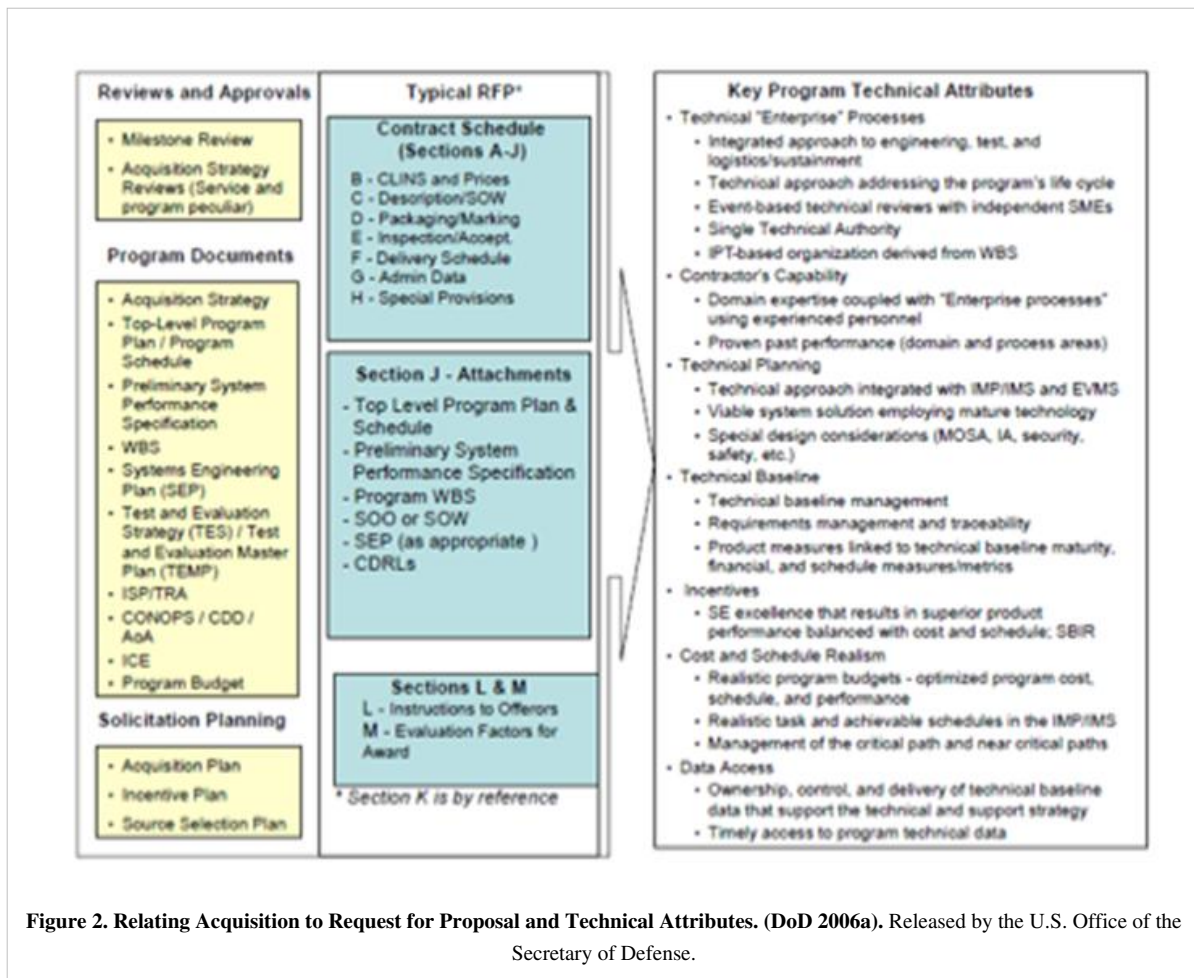 Reviews and Approvals
• Milestone Review
• Acquisition Strategy
Reviews (Service and
program peculiar)
Program Documents
• Acquisition Strategy
• Top-Level Program
Plan / Program
Schedule
• Preliminary System
Performance
Specification
• WBS
• Systems Engineering
Plan (SEP)
• Test and Evaluation
Strategy (TES) / Test
and Evaluation Master
Plan (TEMP)
• ISP/TRA
• CONOPS / CDD /
AoA
• ICE
• Program Budget
Solicitation Planning
• Acquisition Plan
• Incentive Plan
• Source Selection Plan
Typical RFP*
Contract Schedule
(Sections A-J)
B - CLINS and Prices
C - Description/SOW
D - Packaging/Marking
E - Inspection/Accept.
F - Delivery Schedule
G - Admin Data
H - Special Provisions
Section J - Attachments
- Top Level Program Plan &
Schedule
- Preliminary System
Performance Specification
- Program WBS
- SOO or SOW
- SEP (as appropriate )
- CDRLs
Sections L & M
L - Instructions to Offerors
M - Evaluation Factors for
Award
* Section K is by reference
Key Program Technical Attributes
• Technical "Enterprise" Processes
• Integrated approach to engineering, test, and
logistics/sustainment
• Technical approach addressing the program's life cycle
• Event-based technical reviews with independent SMEs
• Single Technical Authority
• IPT-based organization derived from WBS
• Contractor's Capability
• Domain expertise coupled with "Enterprise processes"
using experienced personnel
• Proven past performance (domain and process areas)
• Technical Planning
• Technical approach integrated with IMP/IMS and EVMS
• Viable system solution employing mature technology
• Special design considerations (MOSA, IA, security,
safety, etc.)
• Technical Baseline
• Technical baseline management
• Requirements management and traceability
• Product measures linked to technical baseline maturity,
financial, and schedule measures/metrics
• Incentives
• SE excellence that results in superior product
performance balanced with cost and schedule; SBIR
• Cost and Schedule Realism
• Realistic program budgets - optimized program cost,
schedule, and performance
• Realistic task and achievable schedules in the IMP/IMS
• Management of the critical path and near critical paths
• Data Access
• Ownership, control, and delivery of technical baseline
data that support the technical and support strategy
• Timely access to program technical data
Figure 2. Relating Acquisition to Request for Proposal and Technical Attributes. (DoD 2006a). Released by the U.S. Office of the
Secretary of Defense.